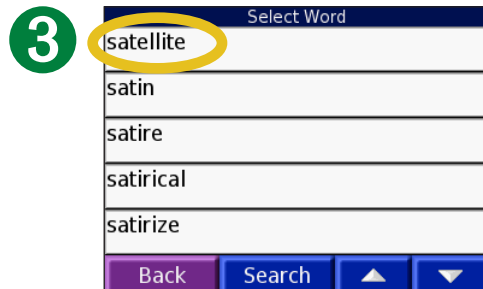 3
Select Word
satellite
satin
satire
satirical
satirize
Back Search